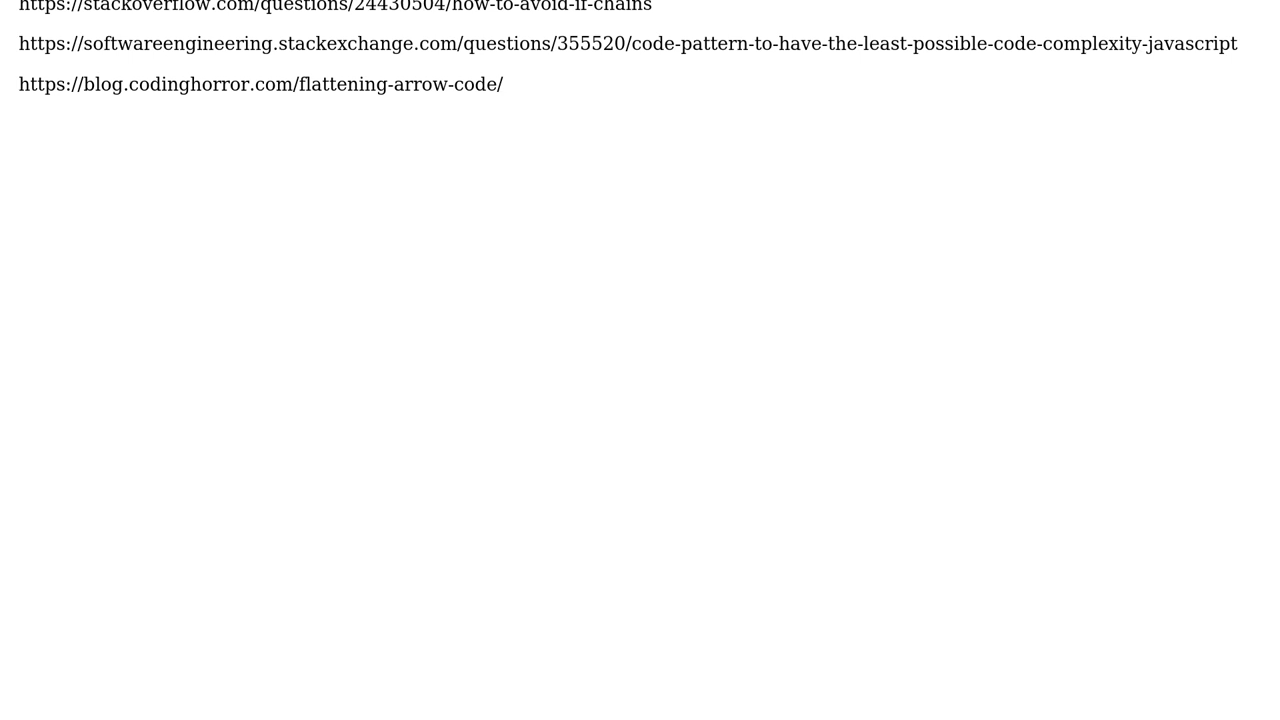 https://stackoverflow.com/questions/24430504/how-to-avoid-if-chains
https://softwareengineering.stackexchange.com/questions/355520/code-pattern-to-have-the-least-possible-code-complexity-javascript
https://blog.codinghorror.com/flattening-arrow-code/